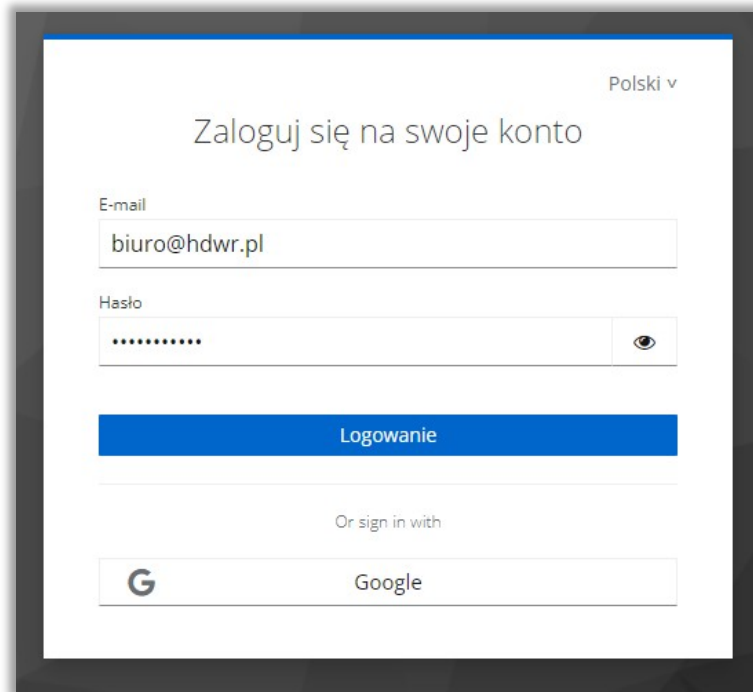 Polski v
Zaloguj się na swoje konto
E-mail
biuro@hdwr.pl
Hasło
•••••••••••
Logowanie
Or sign in with
G Google